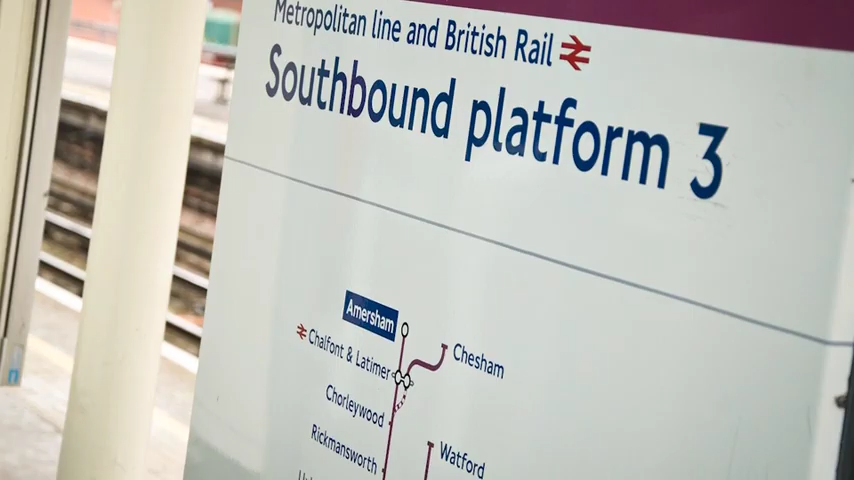 Metropolitan line and British Rail
Southbound platform 3
Amersham
Chalfont & Latimer
Chesham
Chorleywood
Rickmansworth
Watford